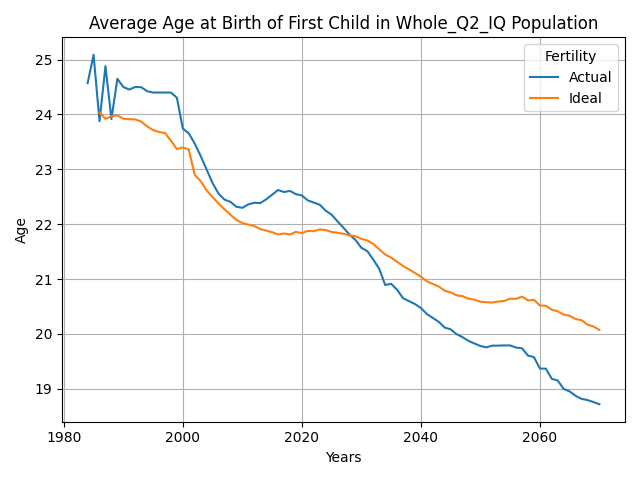 Average Age at Birth of First Child in Whole_Q2_IQ Population
Fertility
Actual
Ideal
Age
25
24
23
22
21
20
19
1980
2000
2020
2040
2060
Years